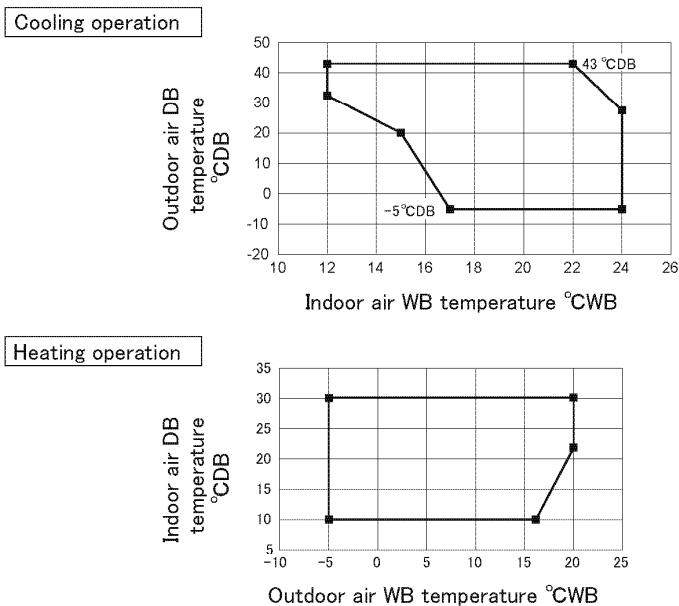 Cooling operation
Outdoor air DB
temperature
°CDB
50
40
30
20
10
0
-10
-20
43 °CDB
-5°CDB
10 12 14 16 18 20 22 24 26
Indoor air WB temperature °CWB
Heating operation
Indoor air DB
temperature
°CDB
35
30
25
20
15
10
5
-10 -5 0 5 10 15 20 25
Outdoor air WB temperature °CWB